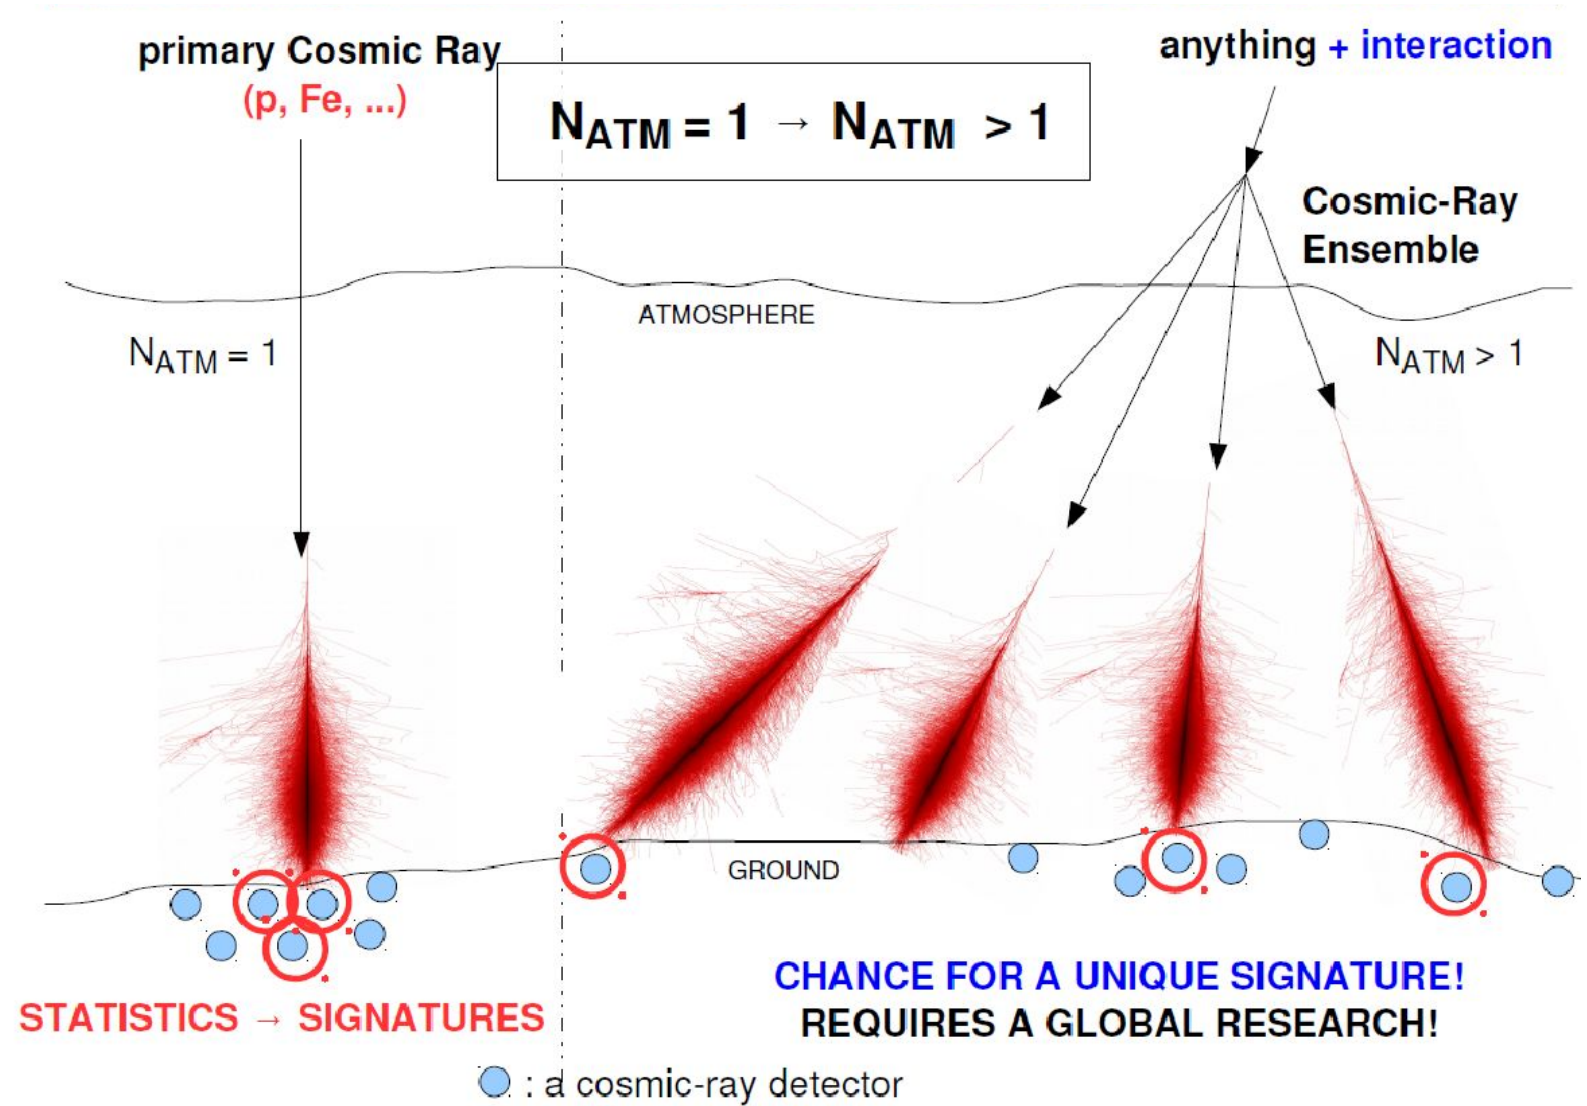 primary Cosmic Ray
(p, Fe, ...)
N_ATM = 1 → N_ATM > 1
anything + interaction
Cosmic-Ray
Ensemble
ATMOSPHERE
N_ATM = 1
N_ATM > 1
GROUND
CHANCE FOR A UNIQUE SIGNATURE!
REQUIRES A GLOBAL RESEARCH!
STATISTICS → SIGNATURES
: a cosmic-ray detector